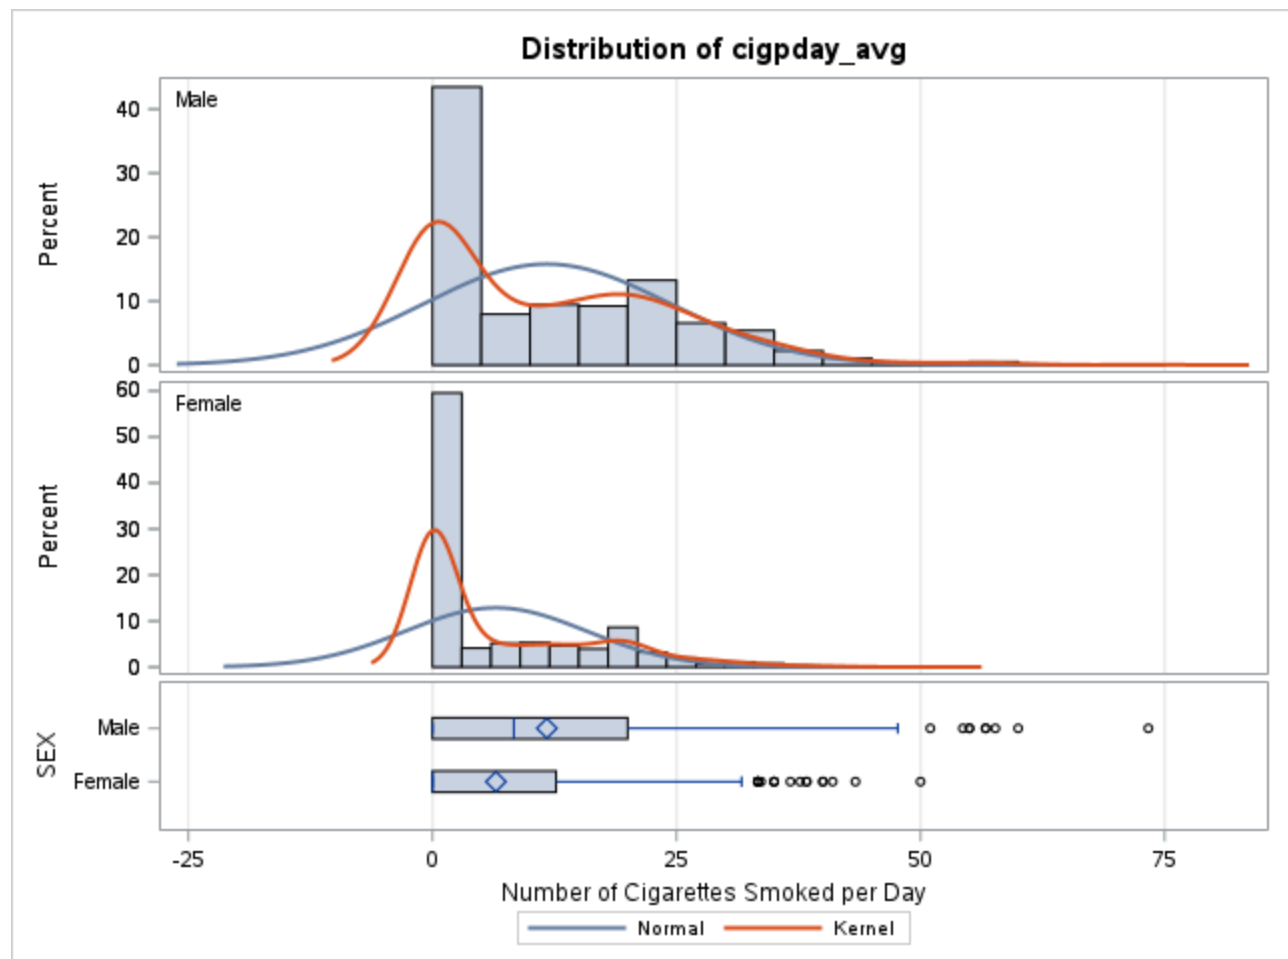 Distribution of cigpday_avg
Male
Percent
40
30
20
10
0
Female
Percent
60
50
40
30
20
10
0
SEX
Male
Female
-25 0 25 50 75
Number of Cigarettes Smoked per Day
Normal Kernel